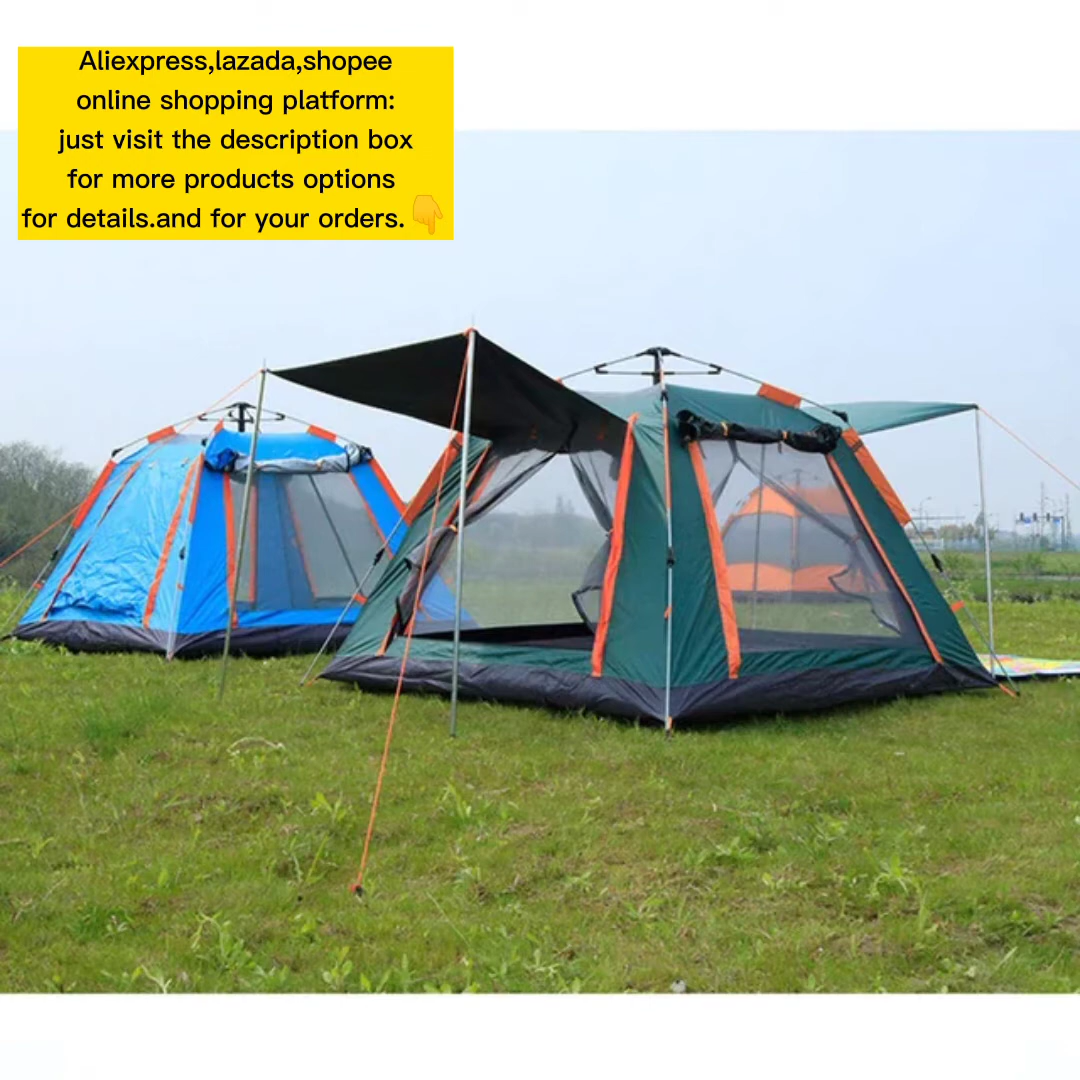 Aliexpress,lazada,shopee
online shopping platform:
just visit the description box
for more products options
for details.and for your orders.👇